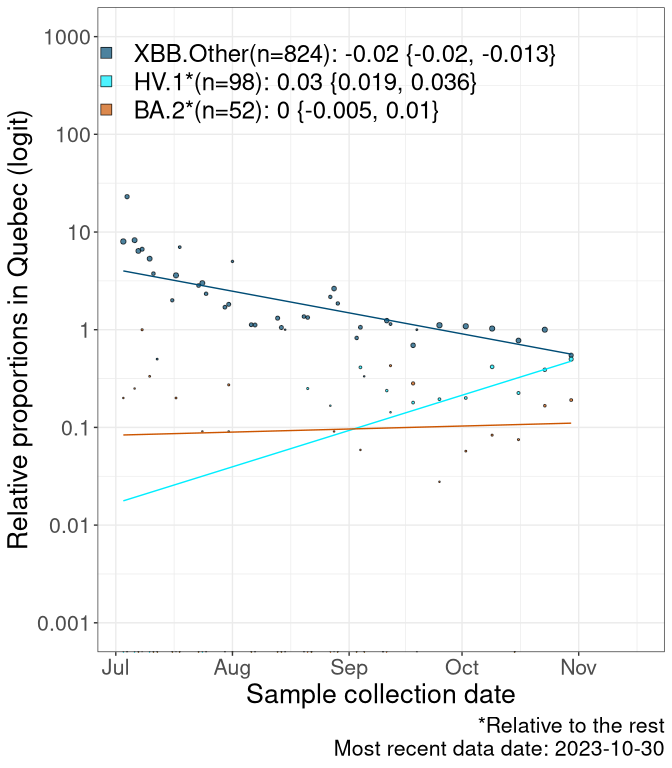 1000
100
10
1
0.1
0.01
0.001
Relative proportions in Quebec (logit)
XBB.Other(n=824): -0.02 {-0.02, -0.013}
HV.1*(n=98): 0.03 {0.019, 0.036}
BA.2*(n=52): 0 {-0.005, 0.01}
Jul Aug Sep Oct Nov
Sample collection date
*Relative to the rest
Most recent data date: 2023-10-30